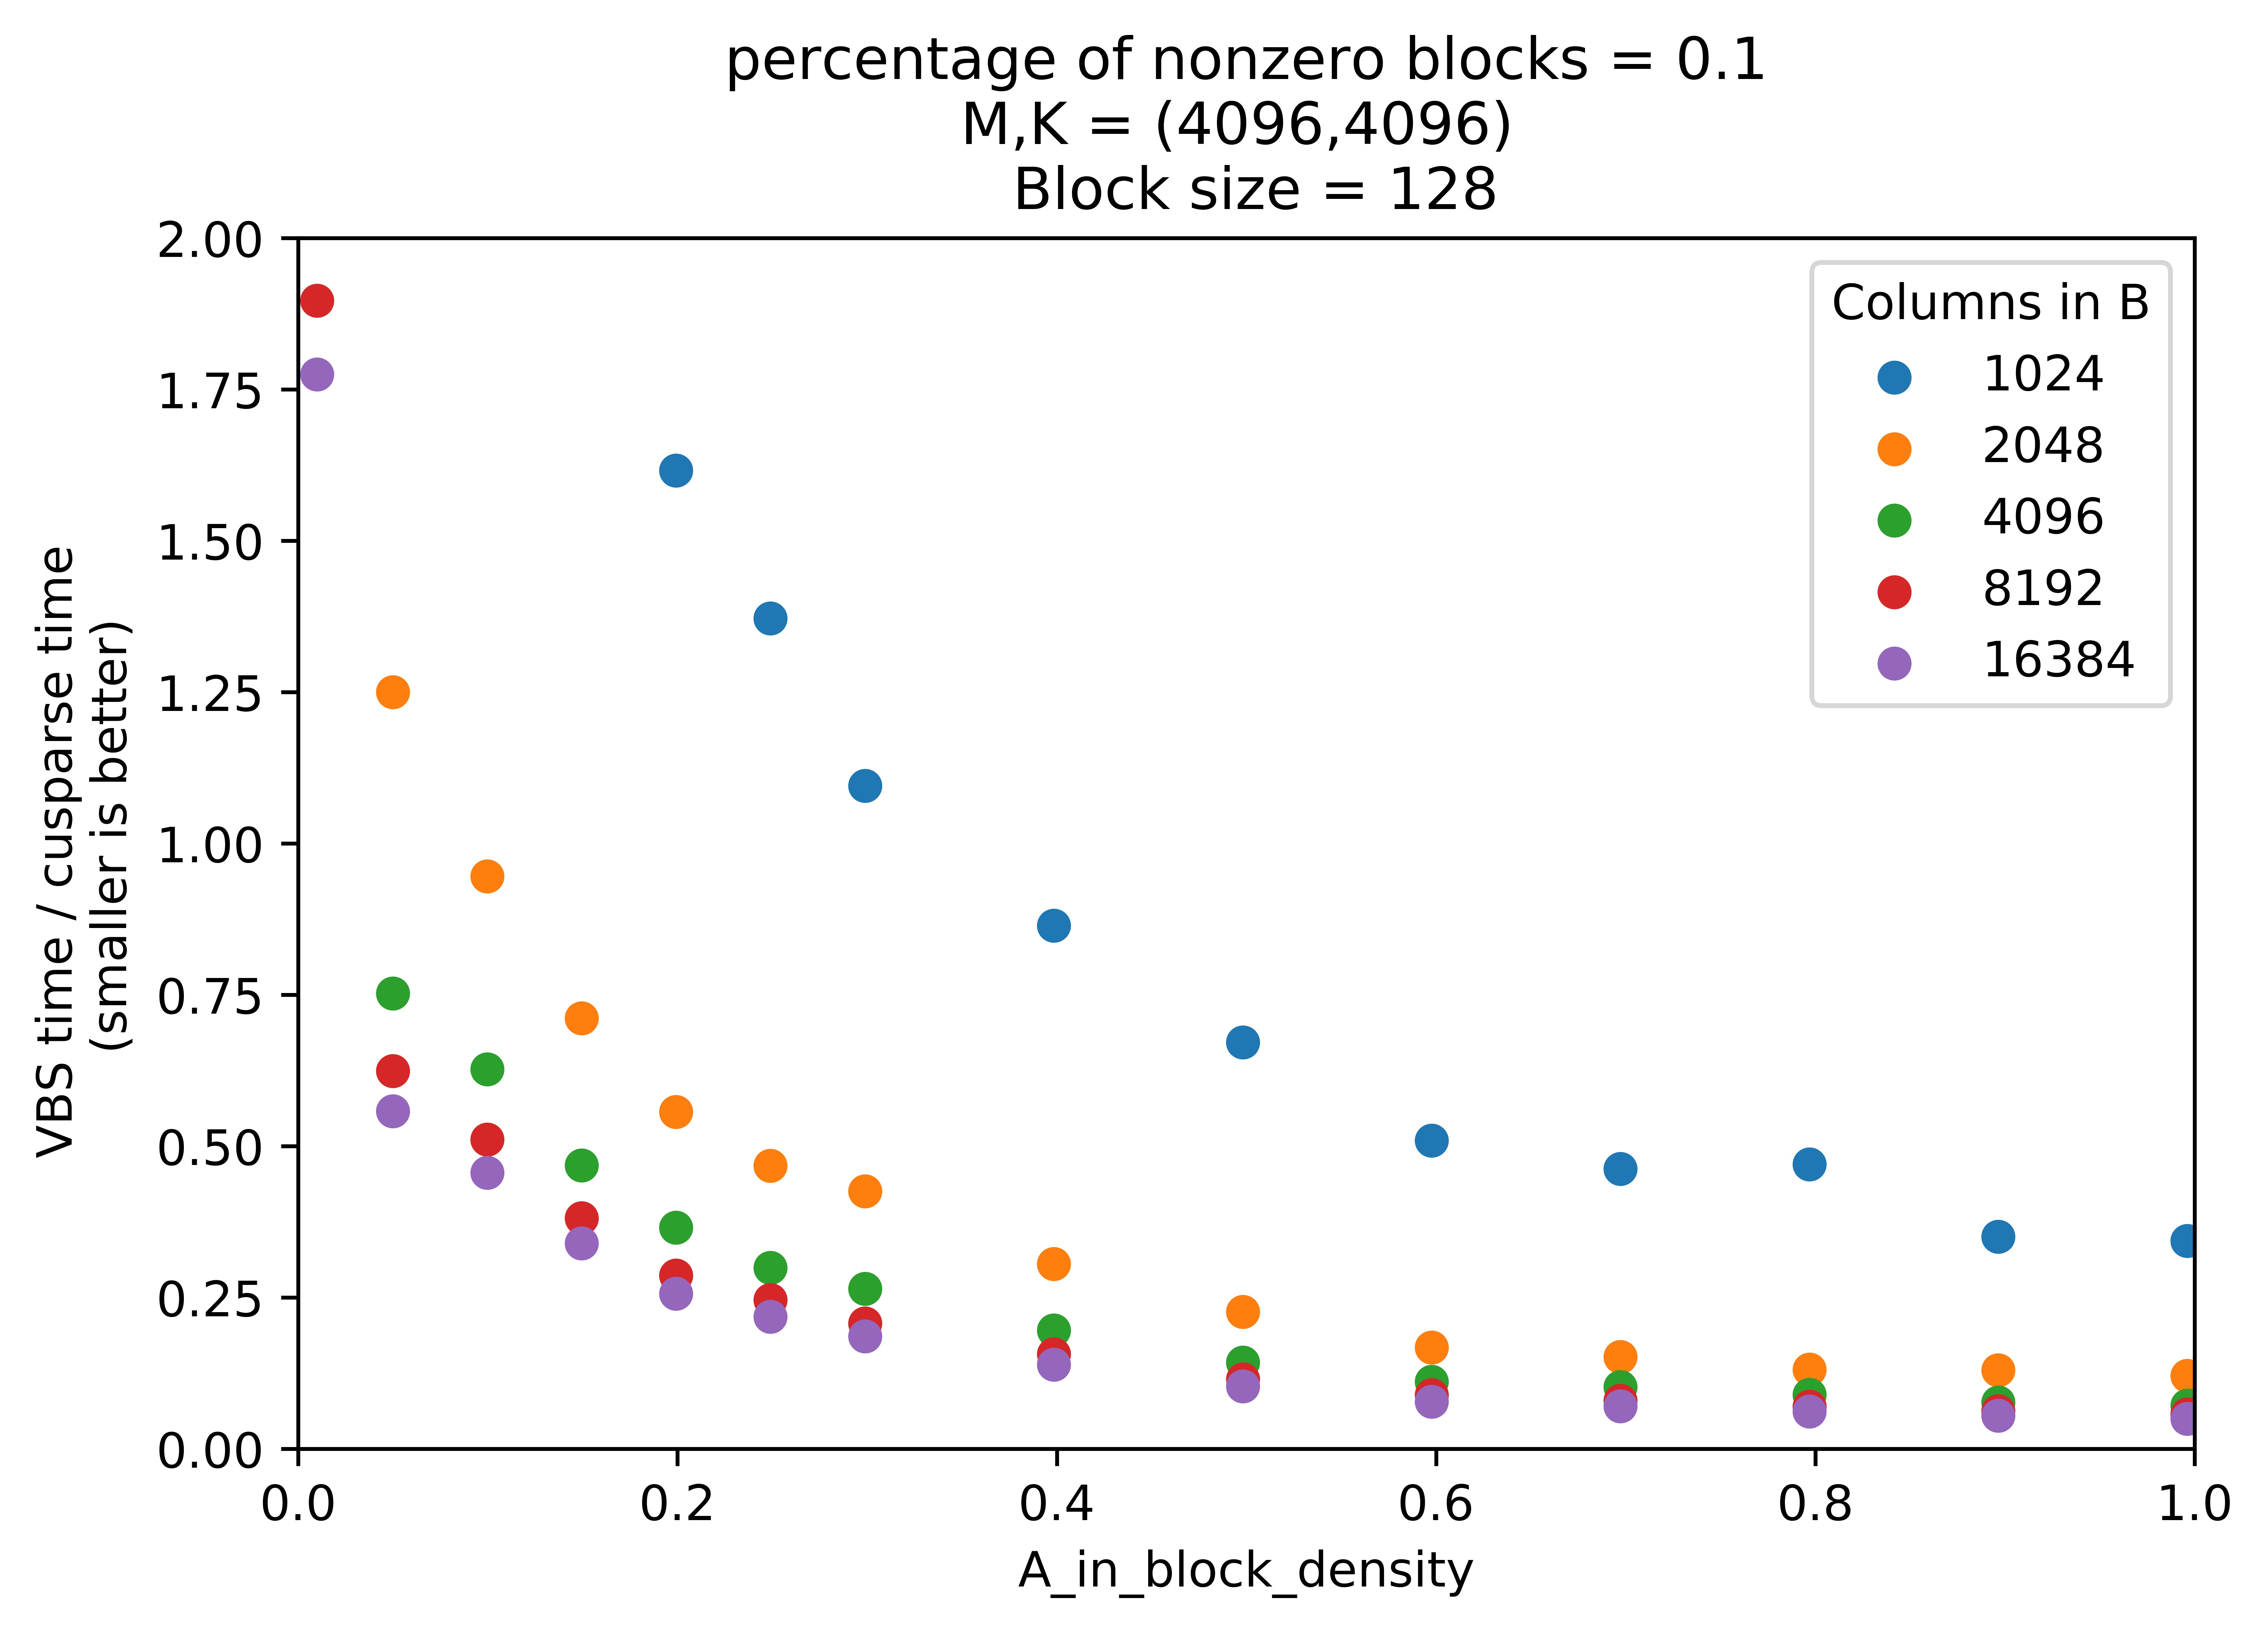 percentage of nonzero blocks = 0.1
M,K = (4096,4096)
Block size = 128
2.00
1.75
1.50
1.25
1.00
0.75
0.50
0.25
0.00
VBS time / cusparse time
(smaller is better)
Columns in B
1024
2048
4096
8192
16384
0.0 0.2 0.4 0.6 0.8 1.0
A_in_block_density